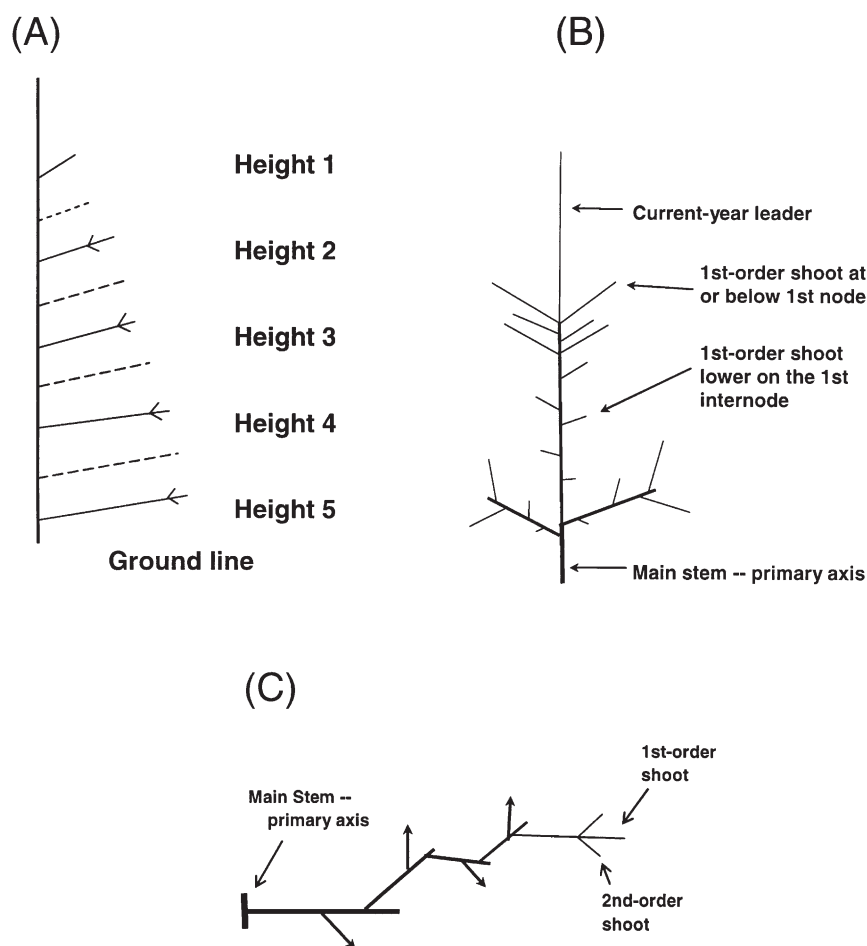 (A)
Height 1
Height 2
Height 3
Height 4
Height 5
Ground line
(B)
Current-year leader
1st-order shoot at
or below 1st node
1st-order shoot
lower on the 1st
internode
Main stem -- primary axis
(C)
Main Stem --
primary axis
1st-order
shoot
2nd-order
shoot